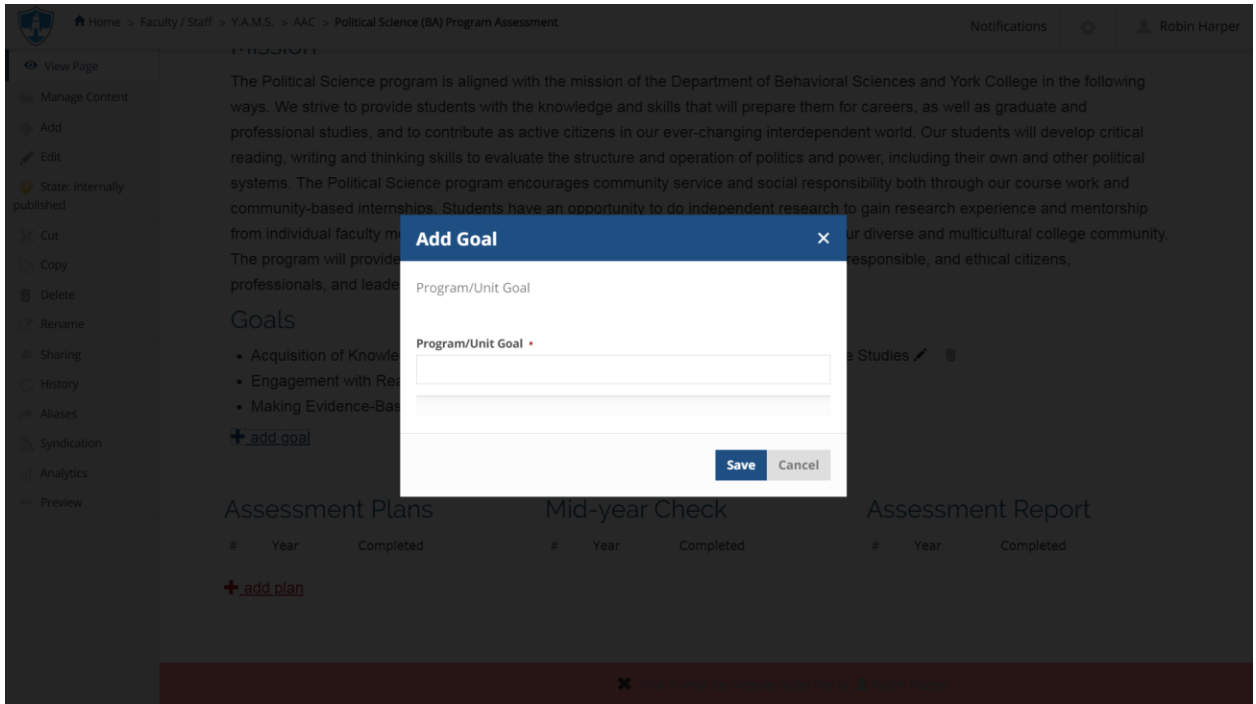 Home > Faculty / Staff > Y.A.M.S. > AAC > Political Science (BA) Program Assessment
Notifications
Robin Harper
View Page
Manage Content
Add
Edit
State: Internally
published
Cut
Copy
Delete
Rename
Sharing
History
Aliases
Syndication
Analytics
Preview
Mission
The Political Science program is aligned with the mission of the Department of Behavioral Sciences and York College in the following
ways. We strive to provide students with the knowledge and skills that will prepare them for careers, as well as graduate and
professional studies, and to contribute as active citizens in our ever-changing interdependent world. Our students will develop critical
reading, writing and thinking skills to evaluate the structure and operation of politics and power, including their own and other political
systems. The Political Science program encourages community service and social responsibility both through our course work and
community-based internships. Students have an opportunity to do independent research to gain research experience and mentorship
from individual faculty m
ur diverse and multicultural college community.
The program will provide
responsible, and ethical citizens,
professionals, and leade
Goals
• Acquisition of Knowle
e Studies
• Engagement with Rea
• Making Evidence-Bas
add goal
Add Goal
×
Program/Unit Goal
Program/Unit Goal •
Save Cancel
Assessment Plans
# Year Completed
Mid-year Check
# Year Completed
Assessment Report
# Year Completed
add plan